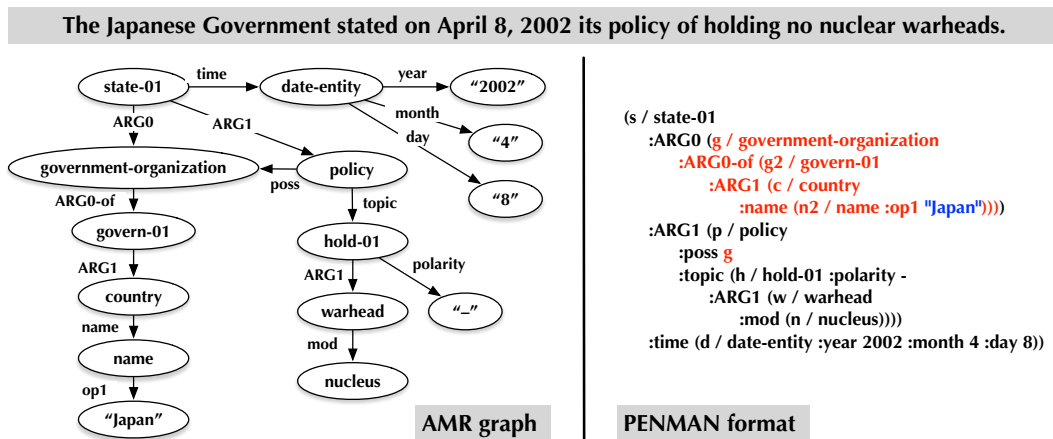 The Japanese Government stated on April 8, 2002 its policy of holding no nuclear warheads.
state-01
time
date-entity
year
"2002"
month
"4"
day
"8"
ARG0
ARG1
government-organization
poss
policy
ARG0-of
topic
govern-01
hold-01
ARG1
ARG1
polarity
country
warhead
"–"
name
mod
name
nucleus
op1
"Japan"
AMR graph
(s / state-01
:ARG0 (g / government-organization
:ARG0-of (g2 / govern-01
:ARG1 (c / country
:name (n2 / name :op1 "Japan"))))
:ARG1 (p / policy
:poss g
:topic (h / hold-01 :polarity -
:ARG1 (w / warhead
:mod (n / nucleus))))
:time (d / date-entity :year 2002 :month 4 :day 8))
PENMAN format